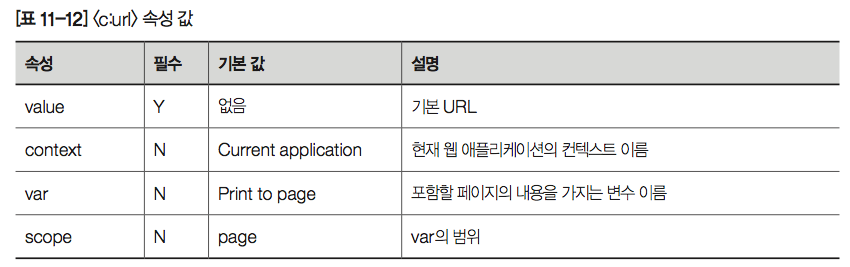 [표 11-12] <c:url> 속성 값
속성 필수 기본 값 설명
value Y 없음 기본 URL
context N Current application 현재 웹 애플리케이션의 컨텍스트 이름
var N Print to page 포함할 페이지의 내용을 가지는 변수 이름
scope N page var의 범위